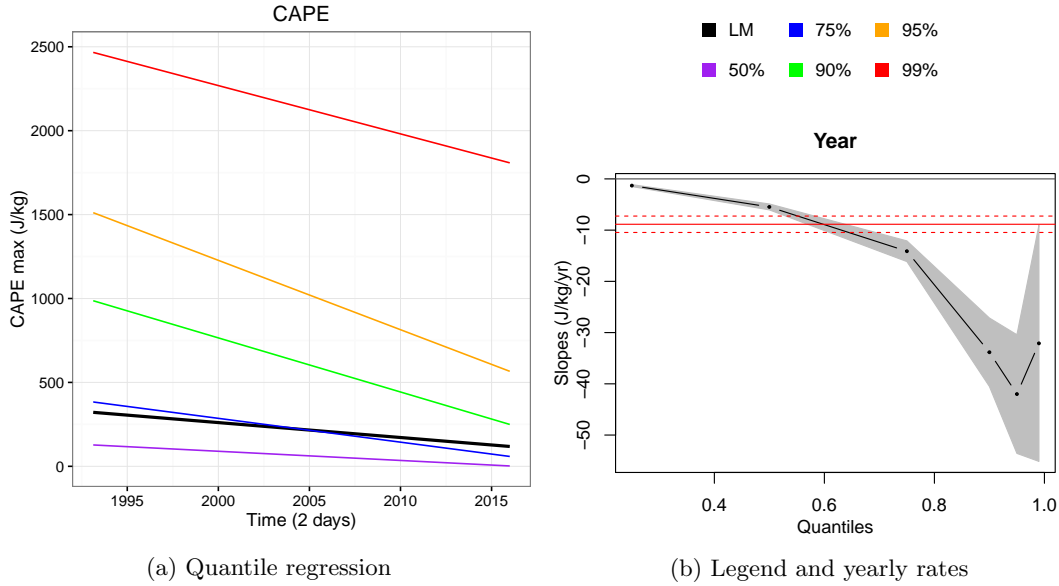 CAPE
CAPE max (J/kg)
2500
2000
1500
1000
500
0
1995
2000
2005
2010
2015
Time (2 days)
(a) Quantile regression
LM
75%
95%
50%
90%
99%
Year
Slopes (J/kg/yr)
0
−10
−20
−30
−40
−50
0.4
0.6
0.8
1.0
Quantiles
(b) Legend and yearly rates